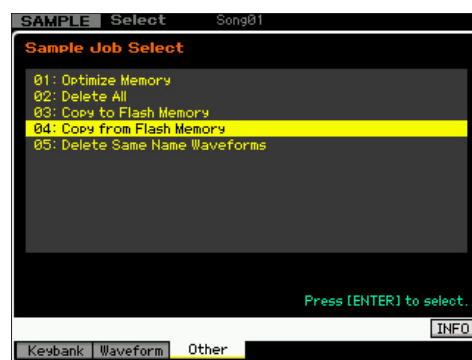 SAMPLE Select Song01
Sample Job Select
01: Optimize Memory
02: Delete All
03: Copy to Flash Memory
04: Copy from Flash Memory
05: Delete Same Name Waveforms
Press [ENTER] to select.
INFO
Keybank Waveform Other